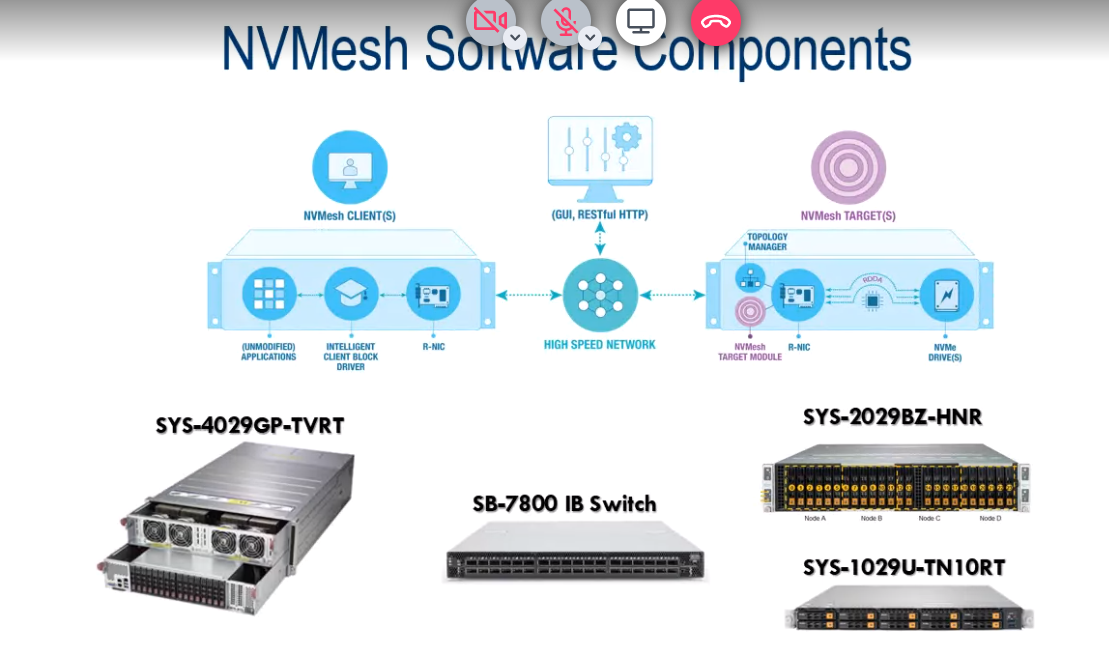 NVMesh Software Components
NVMesh CLIENT(S)
(GUI, RESTful HTTP)
NVMesh TARGET(S)
TOPOLOGY
MANAGER
RDDA
(UNMODIFIED)
APPLICATIONS
INTELLIGENT
CLIENT BLOCK
DRIVER
R-NIC
HIGH SPEED NETWORK
NVMesh
TARGET MODULE
R-NIC
NVMe
DRIVE(S)
SYS-4029GP-TVRT
SB-7800 IB Switch
SYS-2029BZ-HNR
Node A Node B Node C Node D
SYS-1029U-TN10RT